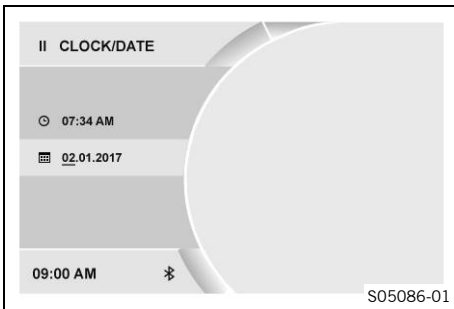 II CLOCK/DATE
07:34 AM
02.01.2017
09:00 AM
S05086-01